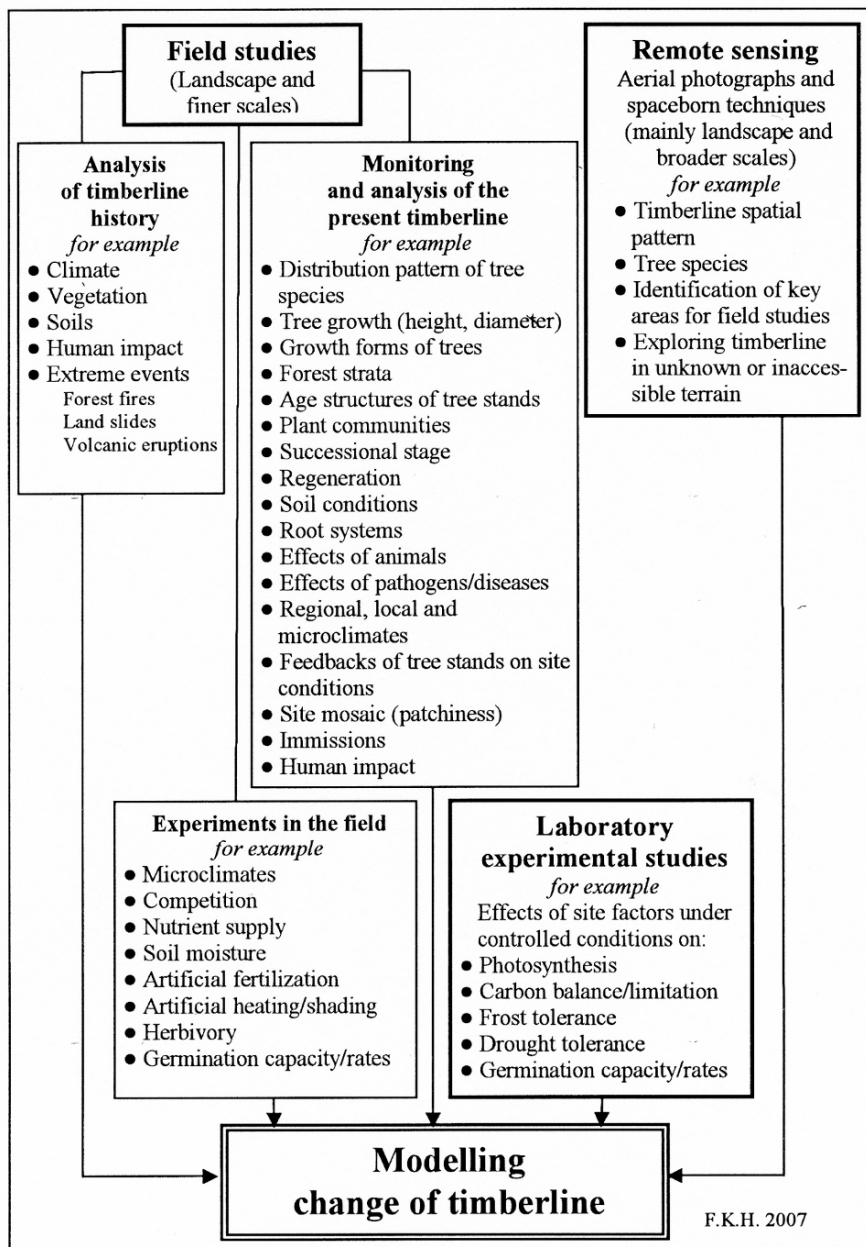 Field studies
(Landscape and
finer scales)
Remote sensing
Aerial photographs and
spaceborn techniques
(mainly landscape and
broader scales)
for example
● Timberline spatial
pattern
● Tree species
● Identification of key
areas for field studies
● Exploring timberline
in unknown or inacces-
sible terrain
Analysis
of timberline
history
for example
● Climate
● Vegetation
● Soils
● Human impact
● Extreme events
Forest fires
Land slides
Volcanic eruptions
Monitoring
and analysis of the
present timberline
for example
● Distribution pattern of tree
species
● Tree growth (height, diameter)
● Growth forms of trees
● Forest strata
● Age structures of tree stands
● Plant communities
● Successional stage
● Regeneration
● Soil conditions
● Root systems
● Effects of animals
● Effects of pathogens/diseases
● Regional, local and
microclimates
● Feedbacks of tree stands on site
conditions
● Site mosaic (patchiness)
● Immissions
● Human impact
Experiments in the field
for example
● Microclimates
● Competition
● Nutrient supply
● Soil moisture
● Artificial fertilization
● Artificial heating/shading
● Herbivory
● Germination capacity/rates
Laboratory
experimental studies
for example
Effects of site factors under
controlled conditions on:
● Photosynthesis
● Carbon balance/limitation
● Frost tolerance
● Drought tolerance
● Germination capacity/rates
Modelling
change of timberline
F.K.H. 2007